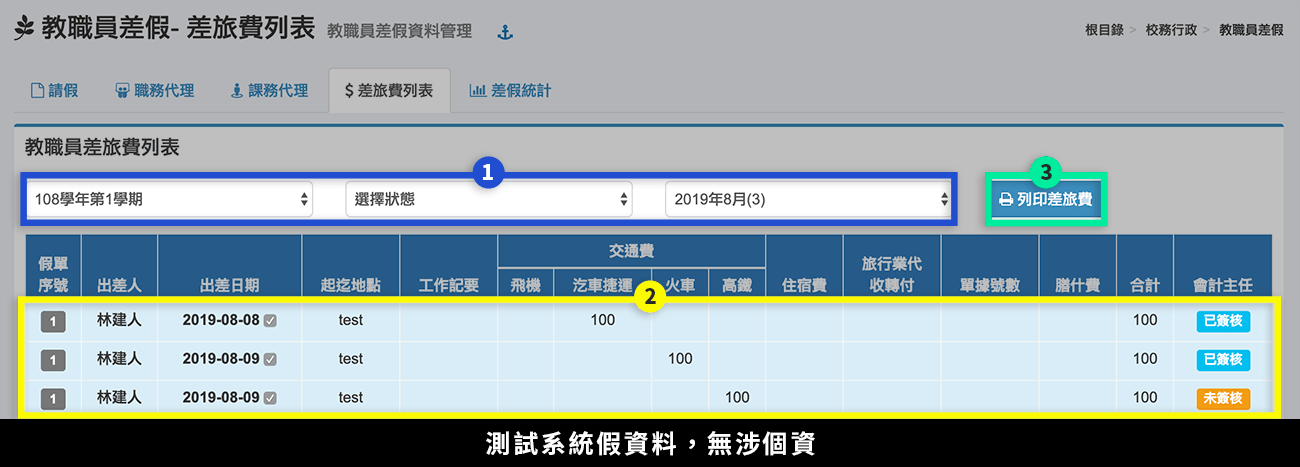 教職員差假- 差旅費列表 教職員差假資料管理
根目錄 > 校務行政 > 教職員差假
請假 職務代理 課務代理 $ 差旅費列表 差假統計
教職員差旅費列表
1 3
108學年第1學期 選擇狀態 2019年8月(3) 列印差旅費
交通費
假單序號 出差人 出差日期 起迄地點 工作記要 飛機 汽車捷運 火車 高鐵 住宿費 旅行業代收轉付 單據號數 膳什費 合計 會計主任
2
1 林建人 2019-08-08 test 100 100 已簽核
1 林建人 2019-08-09 test 100 100 已簽核
1 林建人 2019-08-09 test 100 100 未簽核
測試系統假資料，無涉個資